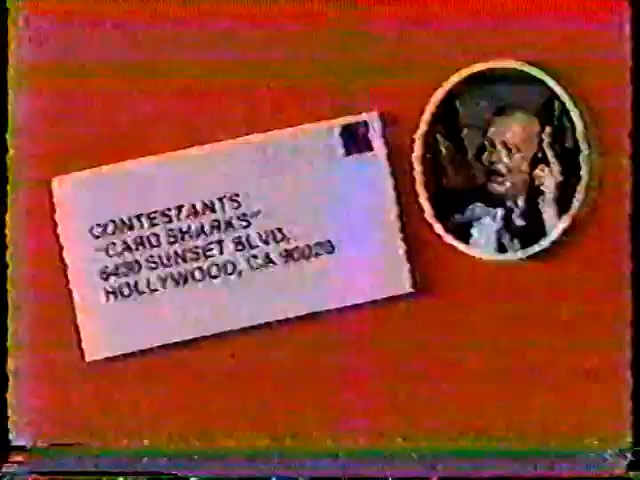 CONTESTANTS
"CARD SHARKS"
6430 SUNSET BLVD.
HOLLYWOOD, CA 90028